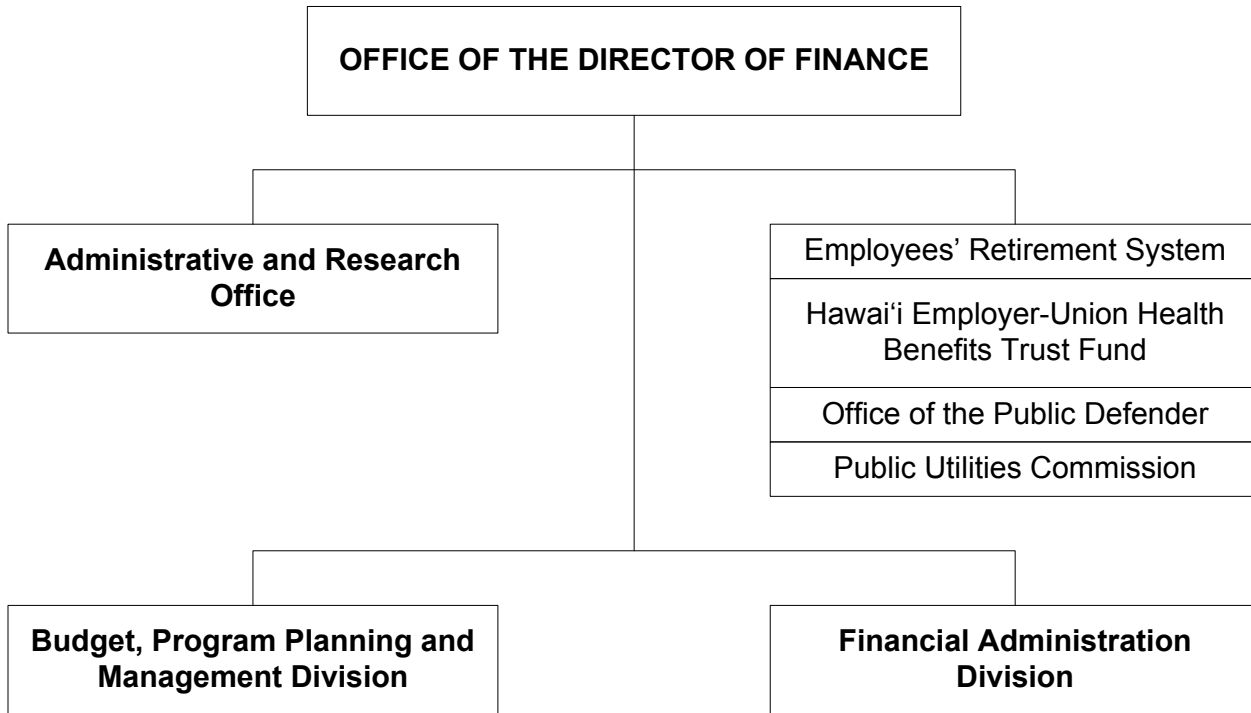 OFFICE OF THE DIRECTOR OF FINANCE
Administrative and Research
Office
Employees’ Retirement System
Hawai‘i Employer-Union Health
Benefits Trust Fund
Office of the Public Defender
Public Utilities Commission
Budget, Program Planning and
Management Division
Financial Administration
Division